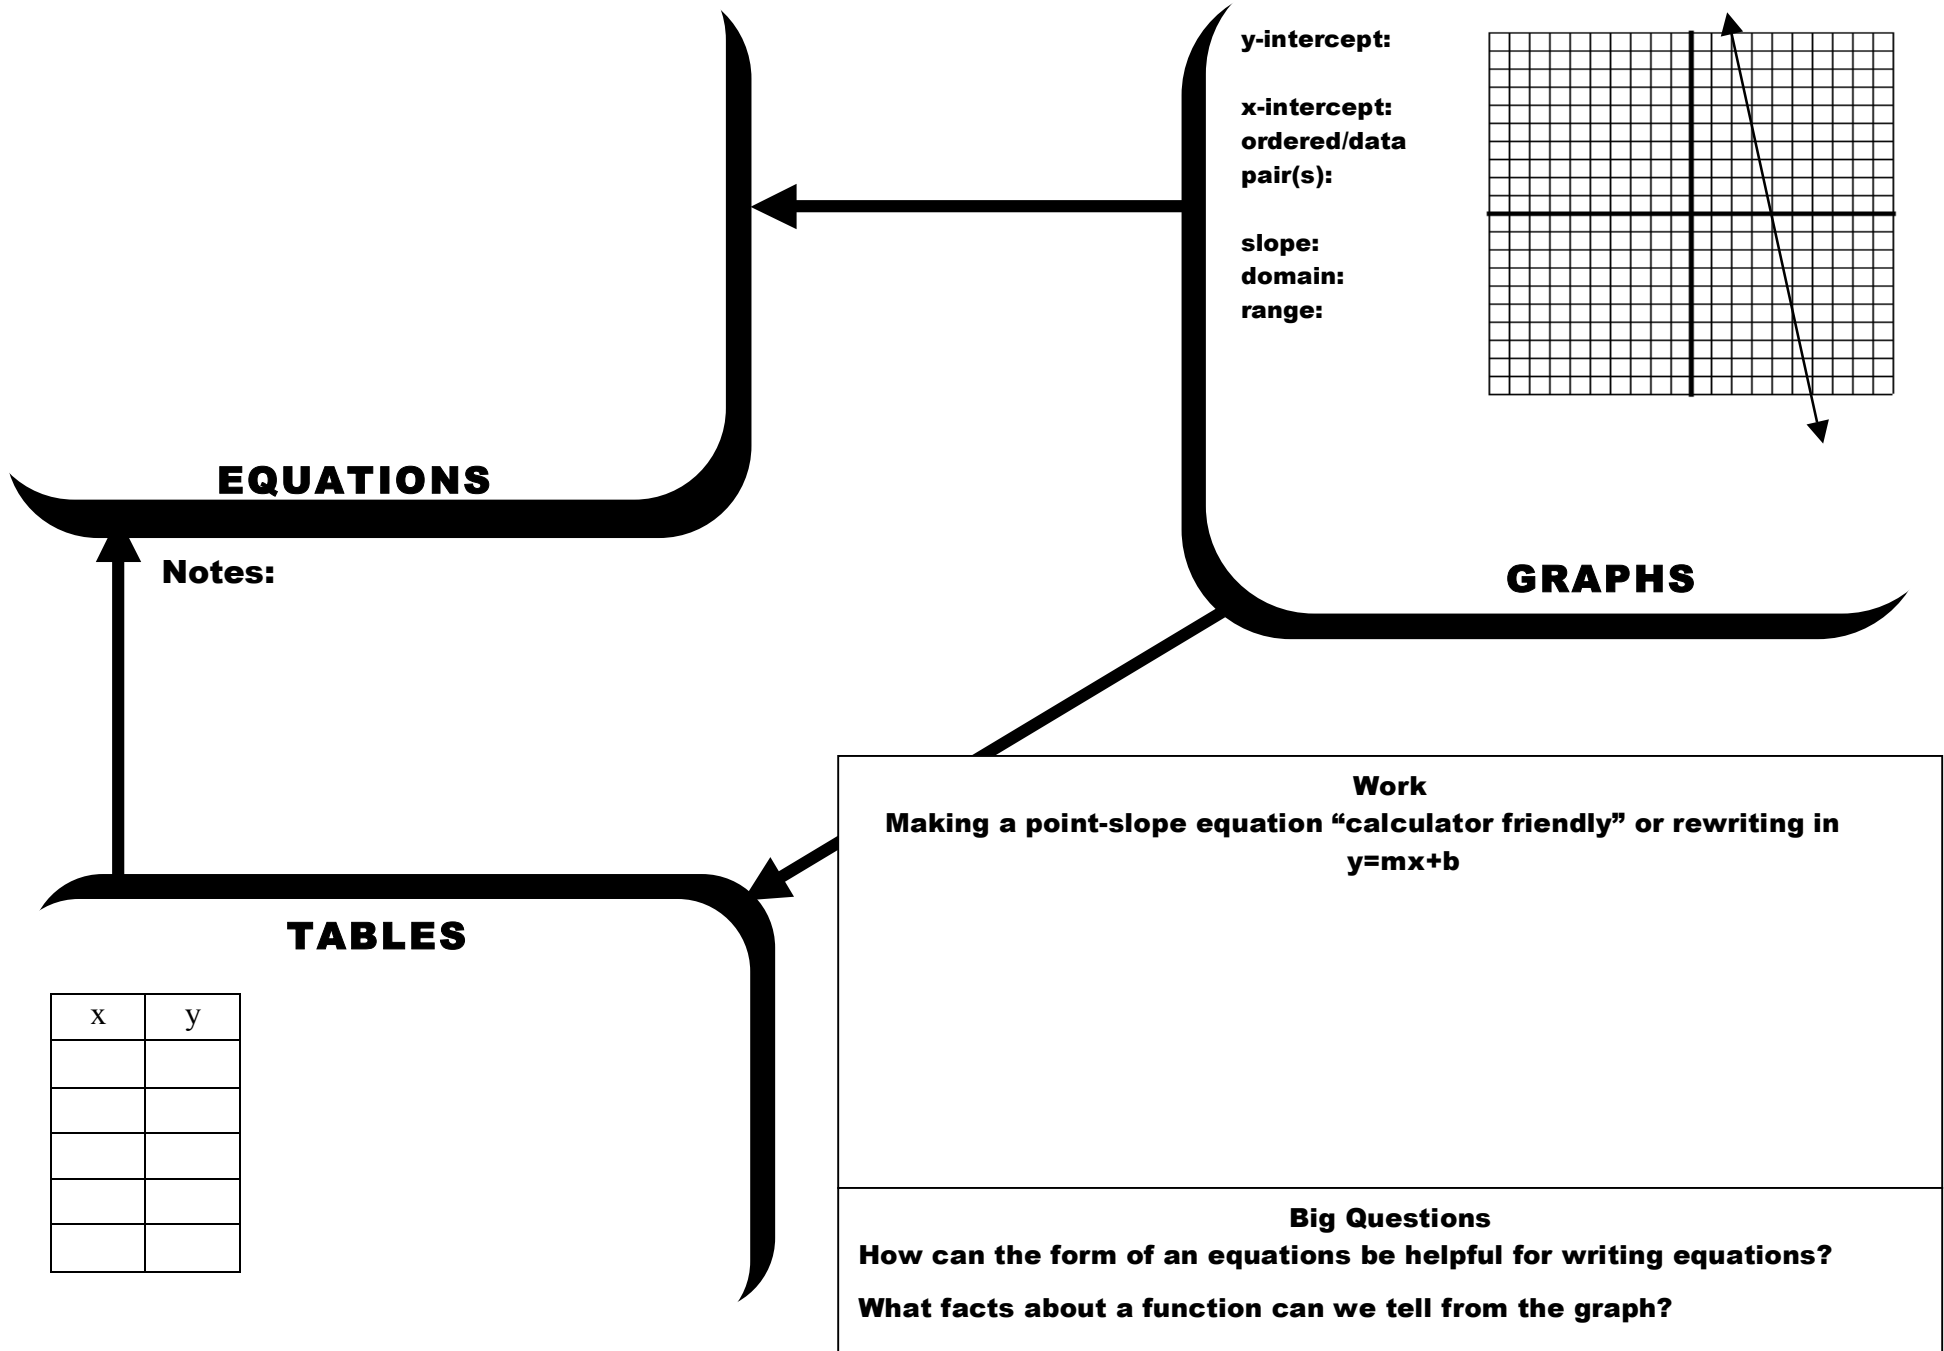 y-intercept:
x-intercept:
ordered/data
pair(s):
slope:
domain:
range:
EQUATIONS
GRAPHS
Notes:
Work
Making a point-slope equation “calculator friendly” or rewriting in
y=mx+b
TABLES
x y
Big Questions
How can the form of an equations be helpful for writing equations?
What facts about a function can we tell from the graph?